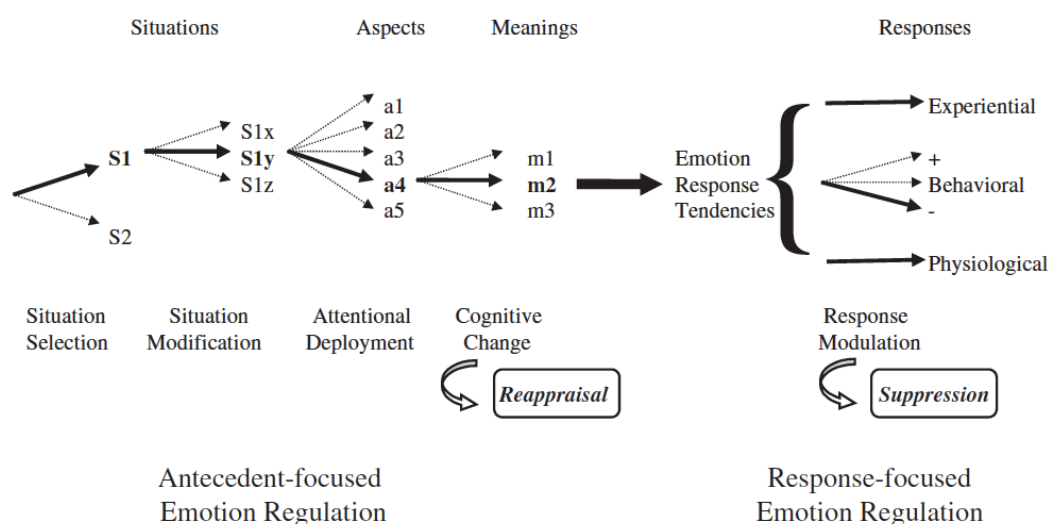 Situations
Aspects
Meanings
Responses
S1
S2
S1x
S1y
S1z
a1
a2
a3
a4
a5
m1
m2
m3
Emotion
Response
Tendencies
Experiential
+
Behavioral
-
Physiological
Situation
Selection
Situation
Modification
Attentional
Deployment
Cognitive
Change
Response
Modulation
Reappraisal
Suppression
Antecedent-focused
Emotion Regulation
Response-focused
Emotion Regulation